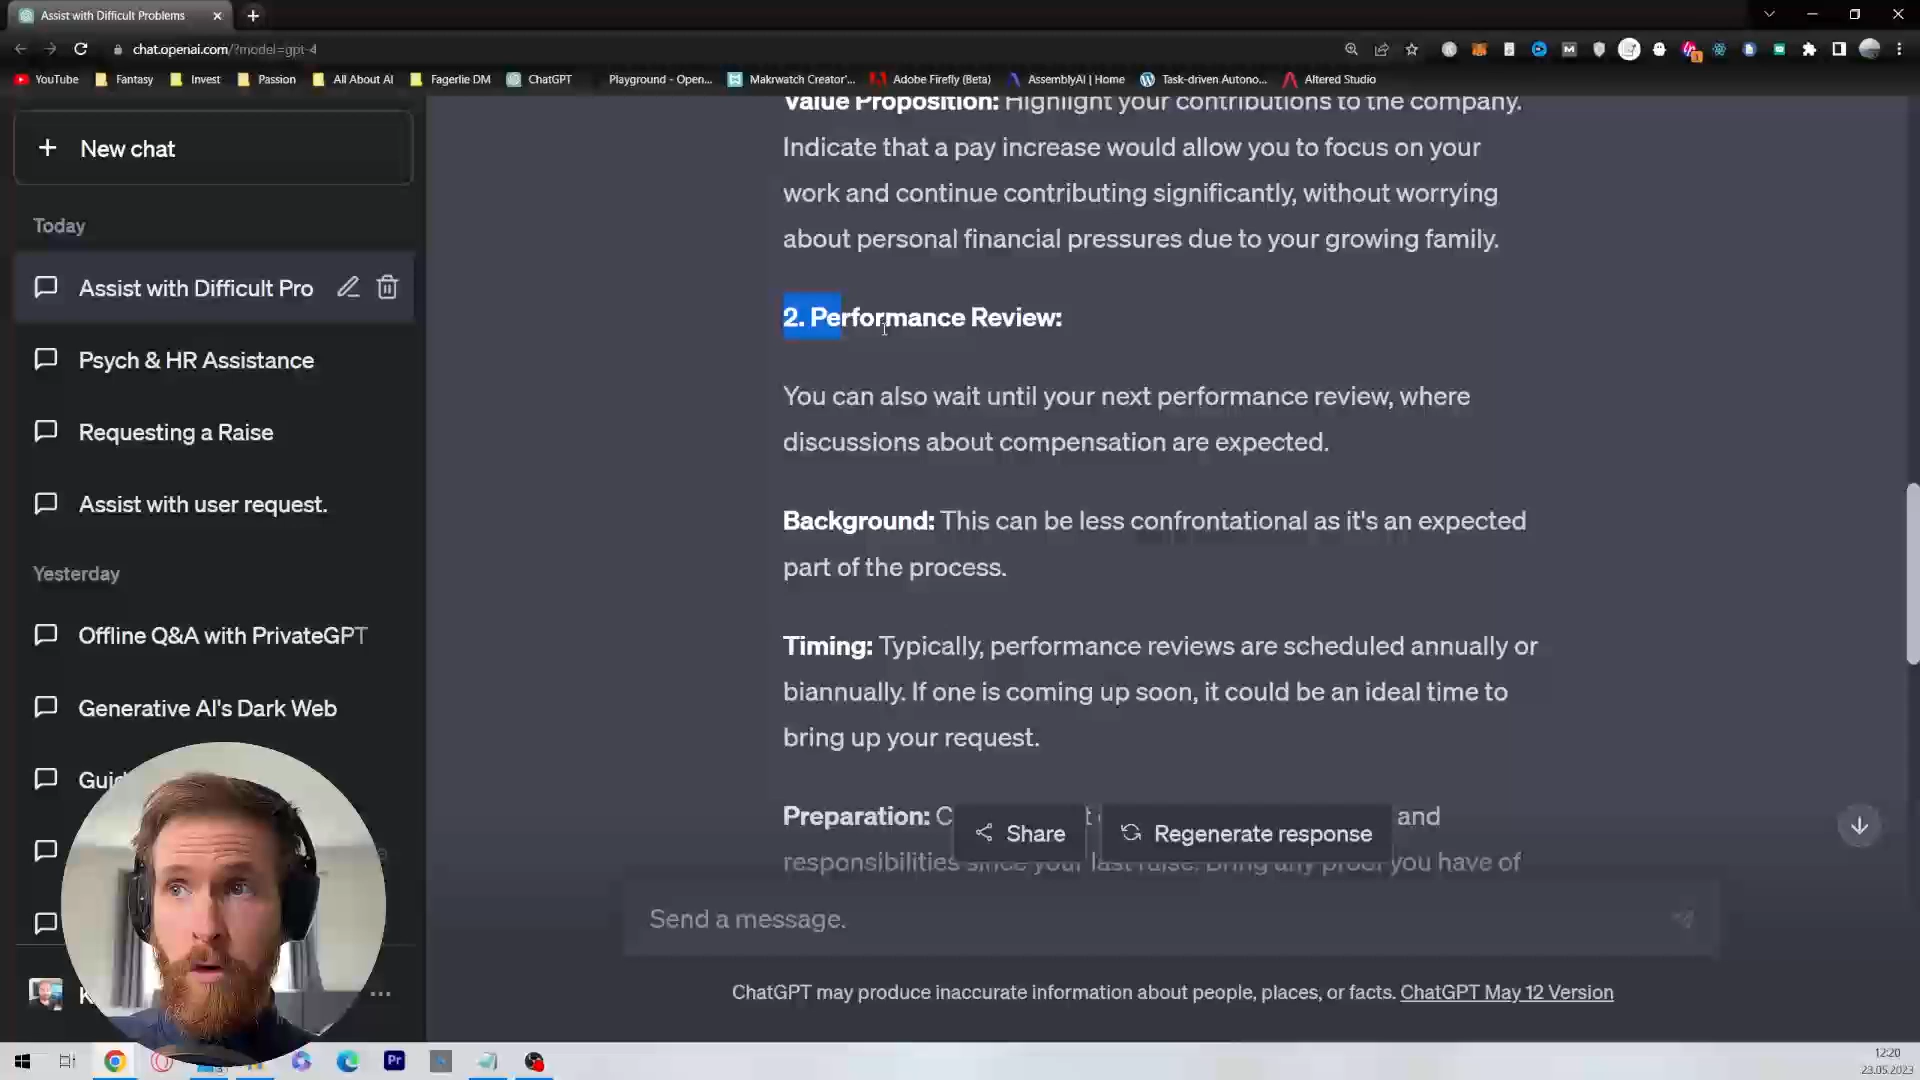 Assist with Difficult Problems
chat.openai.com/?model=gpt-4
YouTube Fantasy Invest Passion All About AI Fagerlie DM ChatGPT Playground - Open... Makrwatch Creator'... Adobe Firefly (Beta) AssemblyAI | Home Task-driven Autono... Altered Studio
New chat
Today
Assist with Difficult Pro
Psych & HR Assistance
Requesting a Raise
Assist with user request.
Yesterday
Offline Q&A with PrivateGPT
Generative AI's Dark Web
Value Proposition: Highlight your contributions to the company.
Indicate that a pay increase would allow you to focus on your
work and continue contributing significantly, without worrying
about personal financial pressures due to your growing family.
2. Performance Review:
You can also wait until your next performance review, where
discussions about compensation are expected.
Background: This can be less confrontational as it's an expected
part of the process.
Timing: Typically, performance reviews are scheduled annually or
biannually. If one is coming up soon, it could be an ideal time to
bring up your request.
Preparation: and
responsibilities since your last raise. Bring any proof you have of
Share
Regenerate response
Send a message.
ChatGPT may produce inaccurate information about people, places, or facts. ChatGPT May 12 Version
Pr
12:20
23.05.2023